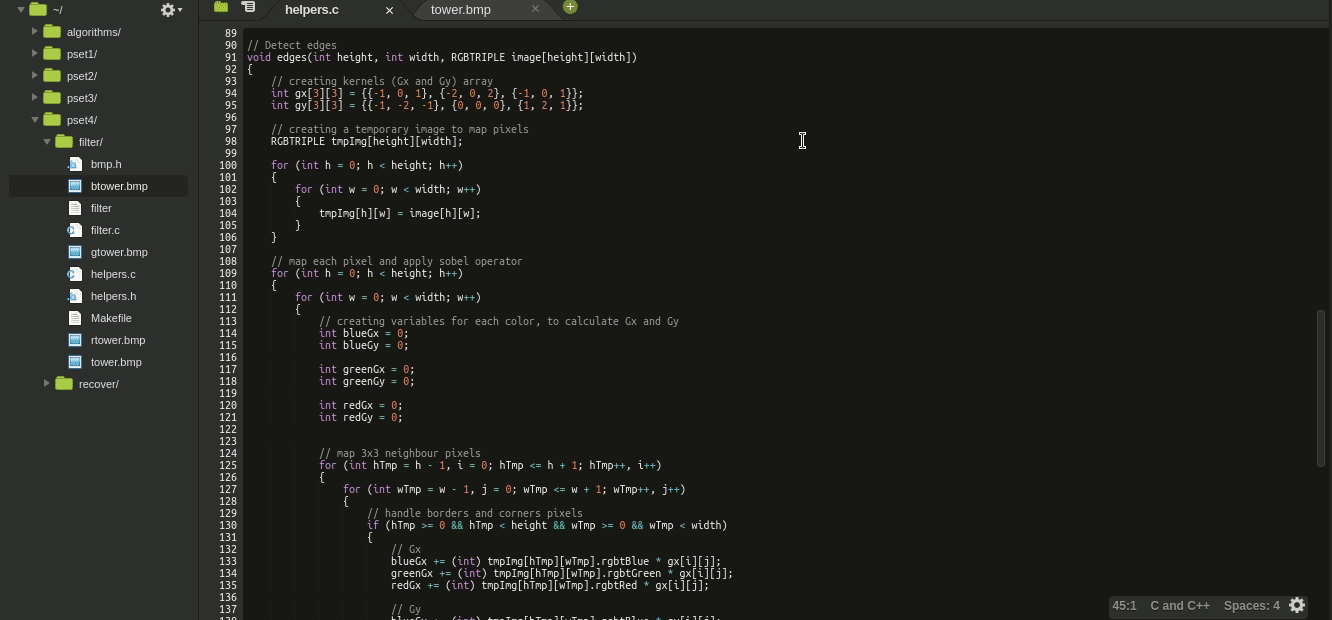 ~/
algorithms/
pset1/
pset2/
pset3/
pset4/
filter/
bmp.h
btower.bmp
filter
filter.c
gtower.bmp
helpers.c
helpers.h
Makefile
rtower.bmp
tower.bmp
recover/
helpers.c × tower.bmp × +
89
90 // Detect edges
91 void edges(int height, int width, RGBTRIPLE image[height][width])
92 {
93     // creating kernels (Gx and Gy) array
94     int gx[3][3] = {{-1, 0, 1}, {-2, 0, 2}, {-1, 0, 1}};
95     int gy[3][3] = {{-1, -2, -1}, {0, 0, 0}, {1, 2, 1}};
96
97     // creating a temporary image to map pixels
98     RGBTRIPLE tmpImg[height][width];
99
100     for (int h = 0; h < height; h++)
101     {
102         for (int w = 0; w < width; w++)
103         {
104             tmpImg[h][w] = image[h][w];
105         }
106     }
107
108     // map each pixel and apply sobel operator
109     for (int h = 0; h < height; h++)
110     {
111         for (int w = 0; w < width; w++)
112         {
113             // creating variables for each color, to calculate Gx and Gy
114             int blueGx = 0;
115             int blueGy = 0;
116
117             int greenGx = 0;
118             int greenGy = 0;
119
120             int redGx = 0;
121             int redGy = 0;
122
123
124             // map 3x3 neighbour pixels
125             for (int hTmp = h - 1, i = 0; hTmp <= h + 1; hTmp++, i++)
126             {
127                 for (int wTmp = w - 1, j = 0; wTmp <= w + 1; wTmp++, j++)
128                 {
129                     // handle borders and corners pixels
130                     if (hTmp >= 0 && hTmp < height && wTmp >= 0 && wTmp < width)
131                     {
132                         // Gx
133                         blueGx += (int) tmpImg[hTmp][wTmp].rgbtBlue * gx[i][j];
134                         greenGx += (int) tmpImg[hTmp][wTmp].rgbtGreen * gx[i][j];
135                         redGx += (int) tmpImg[hTmp][wTmp].rgbtRed * gx[i][j];
136
137                         // Gy
45:1 C and C++ Spaces: 4